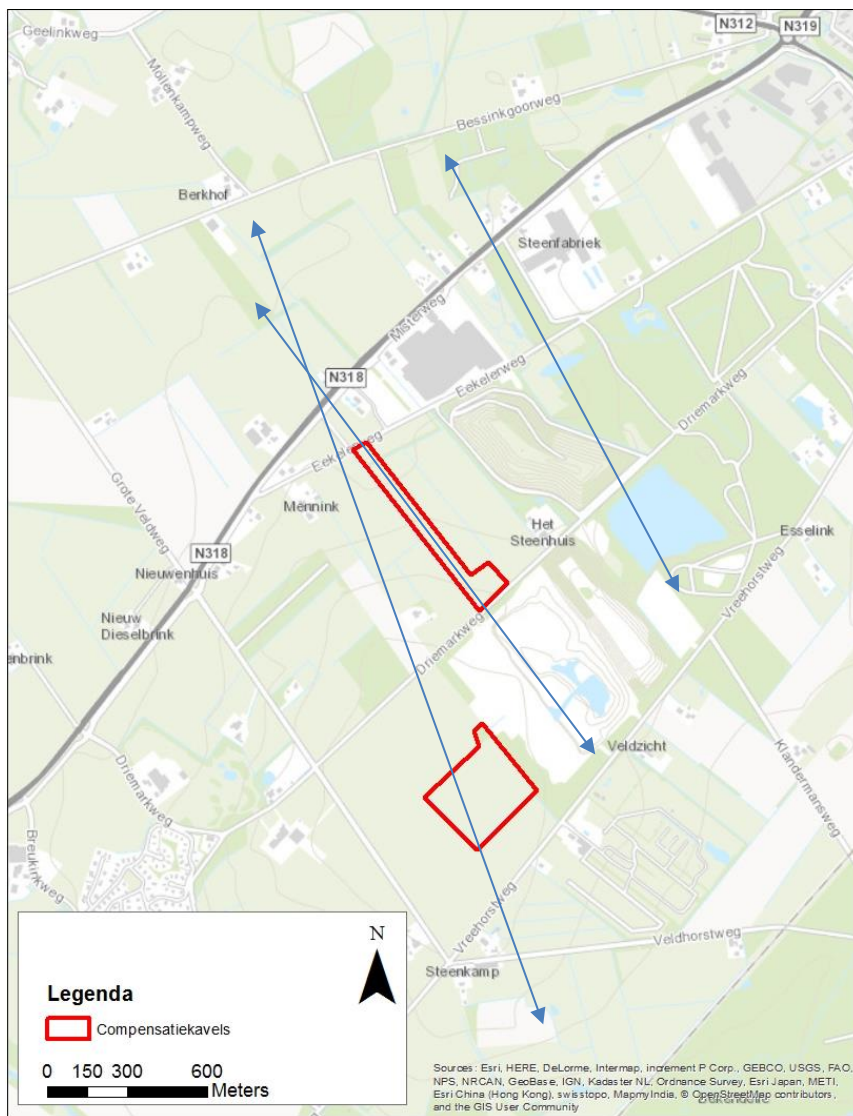 Geelinkweg
N312
N319
Mollenkampweg
Bessinkgoorweg
Berkhof
Steenfabriek
Misterweg
Eekelerweg
N318
Driemarkweg
Eekelerweg
Grote Veldweg
Mennink
Het
Steenhuis
Esselink
N318
Nieuwenhuis
Vreehorstweg
Nieuw
Dieselbrink
Driemarkweg
enbrink
Veldzicht
Driemarkweg
Klandermansweg
Breukinkweg
Vreehorstweg
Veldhorstweg
Steenkamp
N
Legenda
Compensatiekavels
0 150 300 600
Meters
Sources: Esri, HERE, DeLorme, Intermap, increment P Corp., GEBCO, USGS, FAO,
NPS, NRCAN, GeoBase, IGN, Kadaster NL, Ordnance Survey, Esri Japan, METI,
Esri China (Hong Kong), swisstopo, MapmyIndia, © OpenStreetMap contributors,
and the GIS User Community